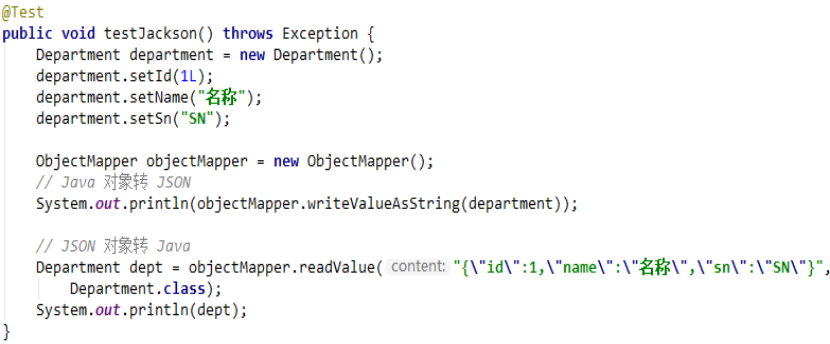 @Test
public void testJackson() throws Exception {
Department department = new Department();
department.setId(1L);
department.setName("名称");
department.setSn("SN");
ObjectMapper objectMapper = new ObjectMapper();
// Java 对象转 JSON
System.out.println(objectMapper.writeValueAsString(department));
// JSON 对象转 Java
Department dept = objectMapper.readValue( content: "{\"id\":1,\"name\":\"名称\",\"sn\":\"SN\"}",
Department.class);
System.out.println(dept);
}